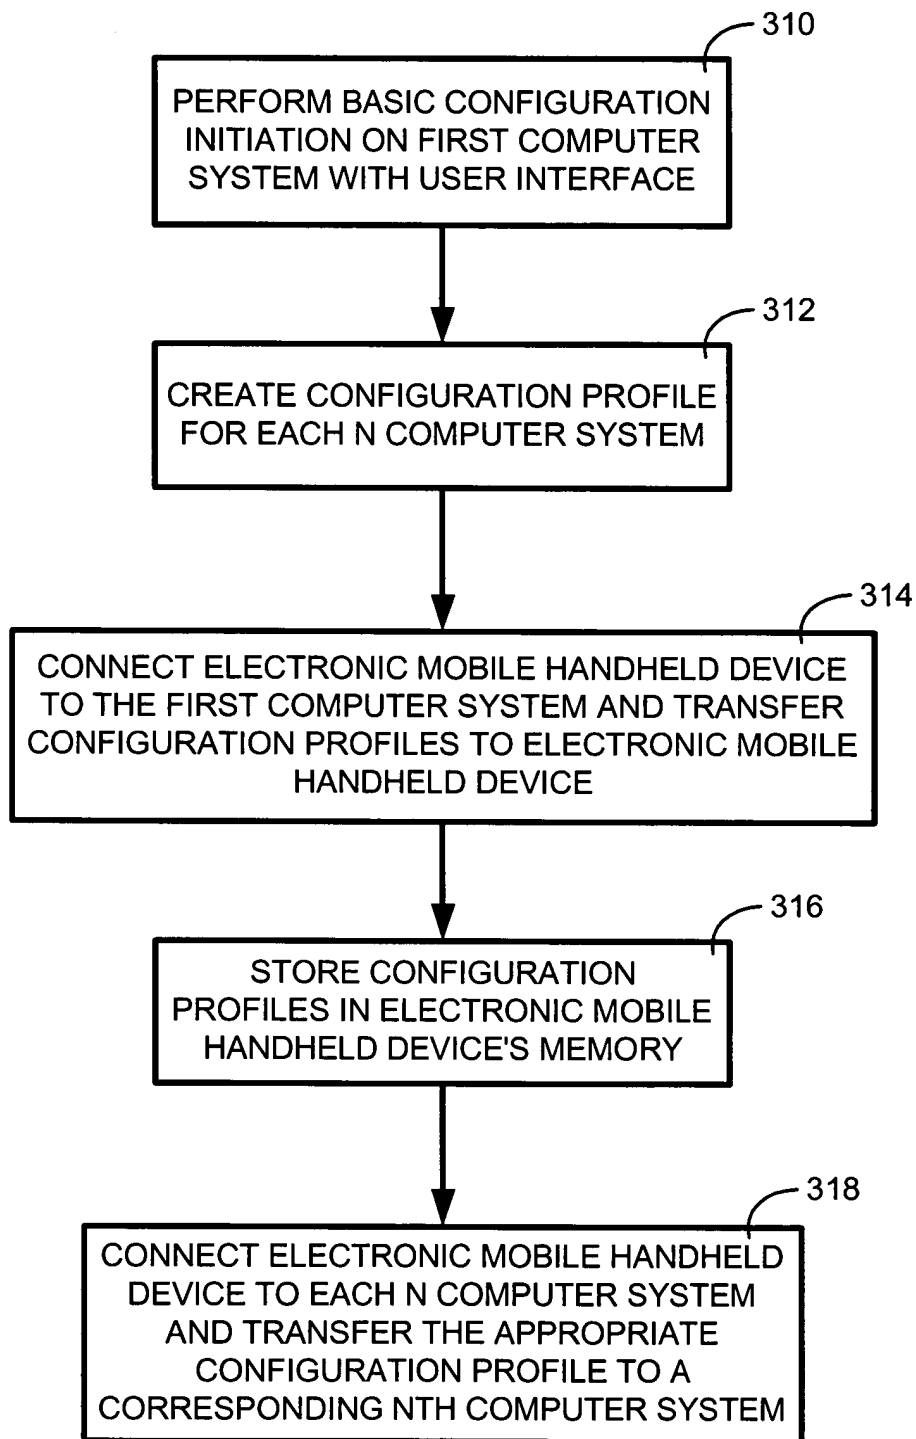 310
PERFORM BASIC CONFIGURATION
INITIATION ON FIRST COMPUTER
SYSTEM WITH USER INTERFACE
312
CREATE CONFIGURATION PROFILE
FOR EACH N COMPUTER SYSTEM
314
CONNECT ELECTRONIC MOBILE HANDHELD DEVICE
TO THE FIRST COMPUTER SYSTEM AND TRANSFER
CONFIGURATION PROFILES TO ELECTRONIC MOBILE
HANDHELD DEVICE
316
STORE CONFIGURATION
PROFILES IN ELECTRONIC MOBILE
HANDHELD DEVICE'S MEMORY
318
CONNECT ELECTRONIC MOBILE HANDHELD
DEVICE TO EACH N COMPUTER SYSTEM
AND TRANSFER THE APPROPRIATE
CONFIGURATION PROFILE TO A
CORRESPONDING NTH COMPUTER SYSTEM